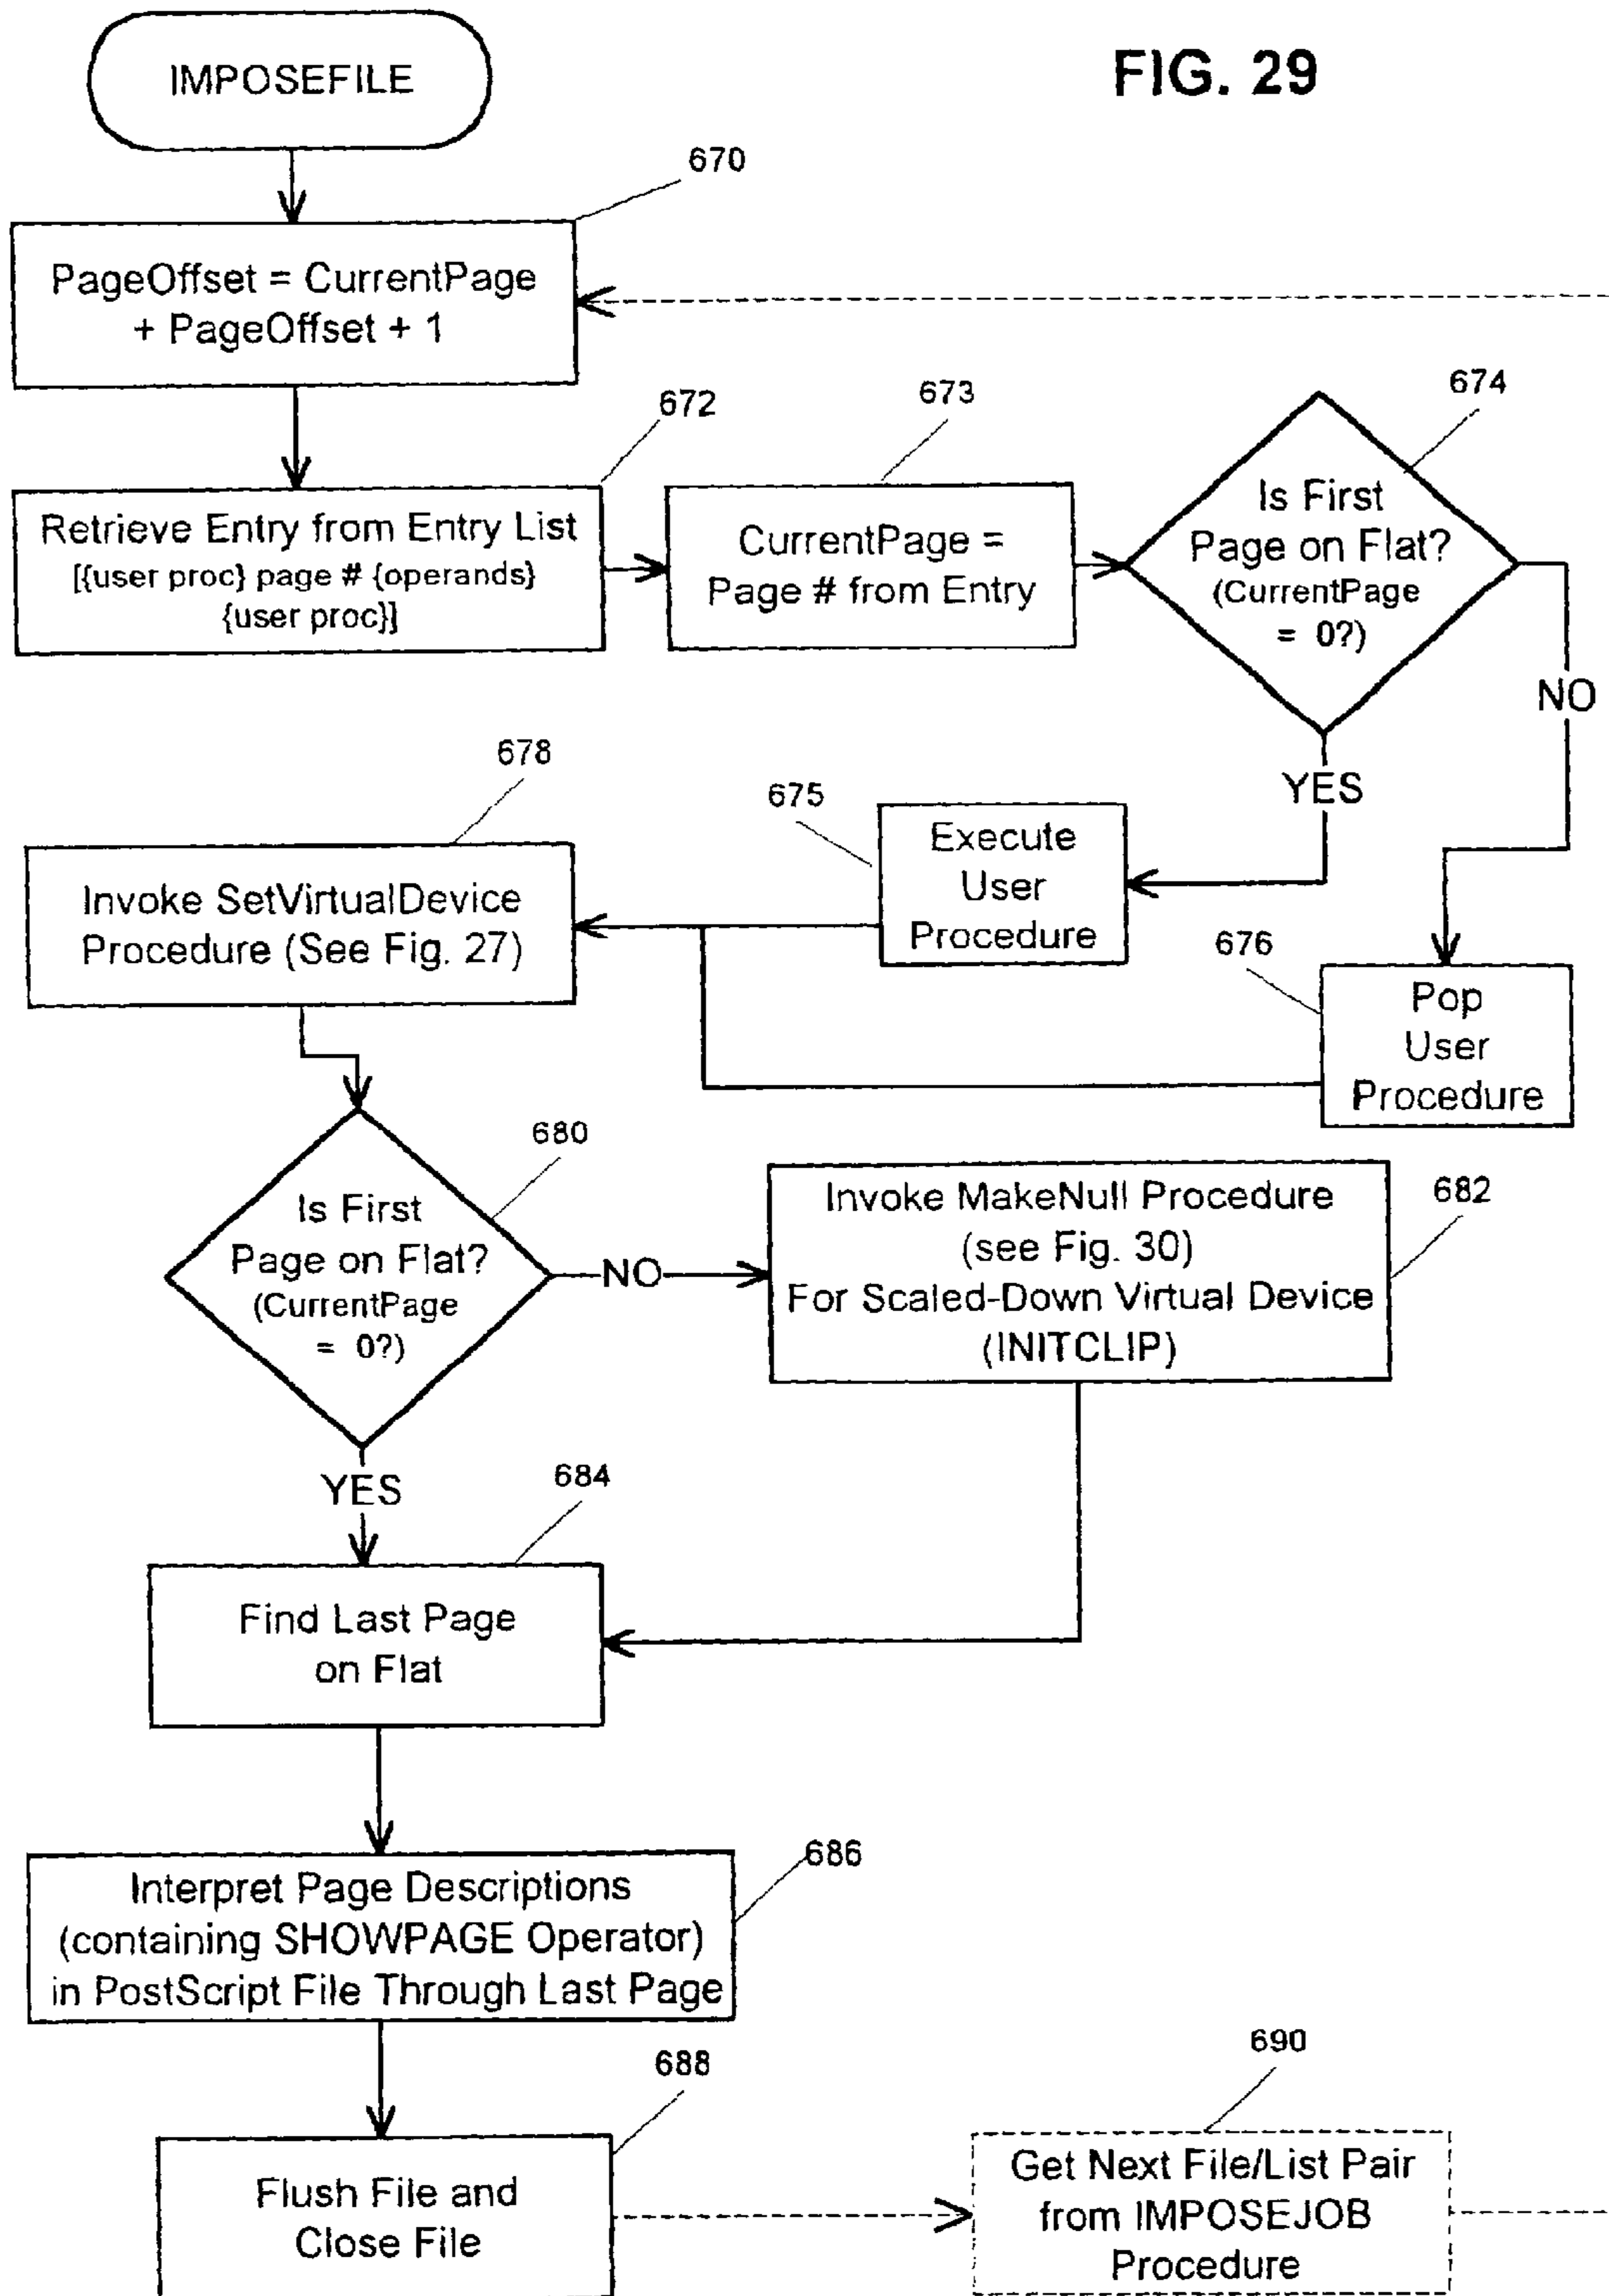 FIG. 29
IMPOSEFILE
670
PageOffset = CurrentPage
+ PageOffset + 1
672
Retrieve Entry from Entry List
[{user proc} page # {operands}
{user proc}]
673
CurrentPage =
Page # from Entry
674
Is First
Page on Flat?
(CurrentPage
= 0?)
NO
YES
675
Execute
User
Procedure
676
Pop
User
Procedure
678
Invoke SetVirtualDevice
Procedure (See Fig. 27)
680
Is First
Page on Flat?
(CurrentPage
= 0?)
NO
682
Invoke MakeNull Procedure
(see Fig. 30)
For Scaled-Down Virtual Device
(INITCLIP)
YES
684
Find Last Page
on Flat
686
Interpret Page Descriptions
(containing SHOWPAGE Operator)
in PostScript File Through Last Page
688
Flush File and
Close File
690
Get Next File/List Pair
from IMPOSEJOB
Procedure